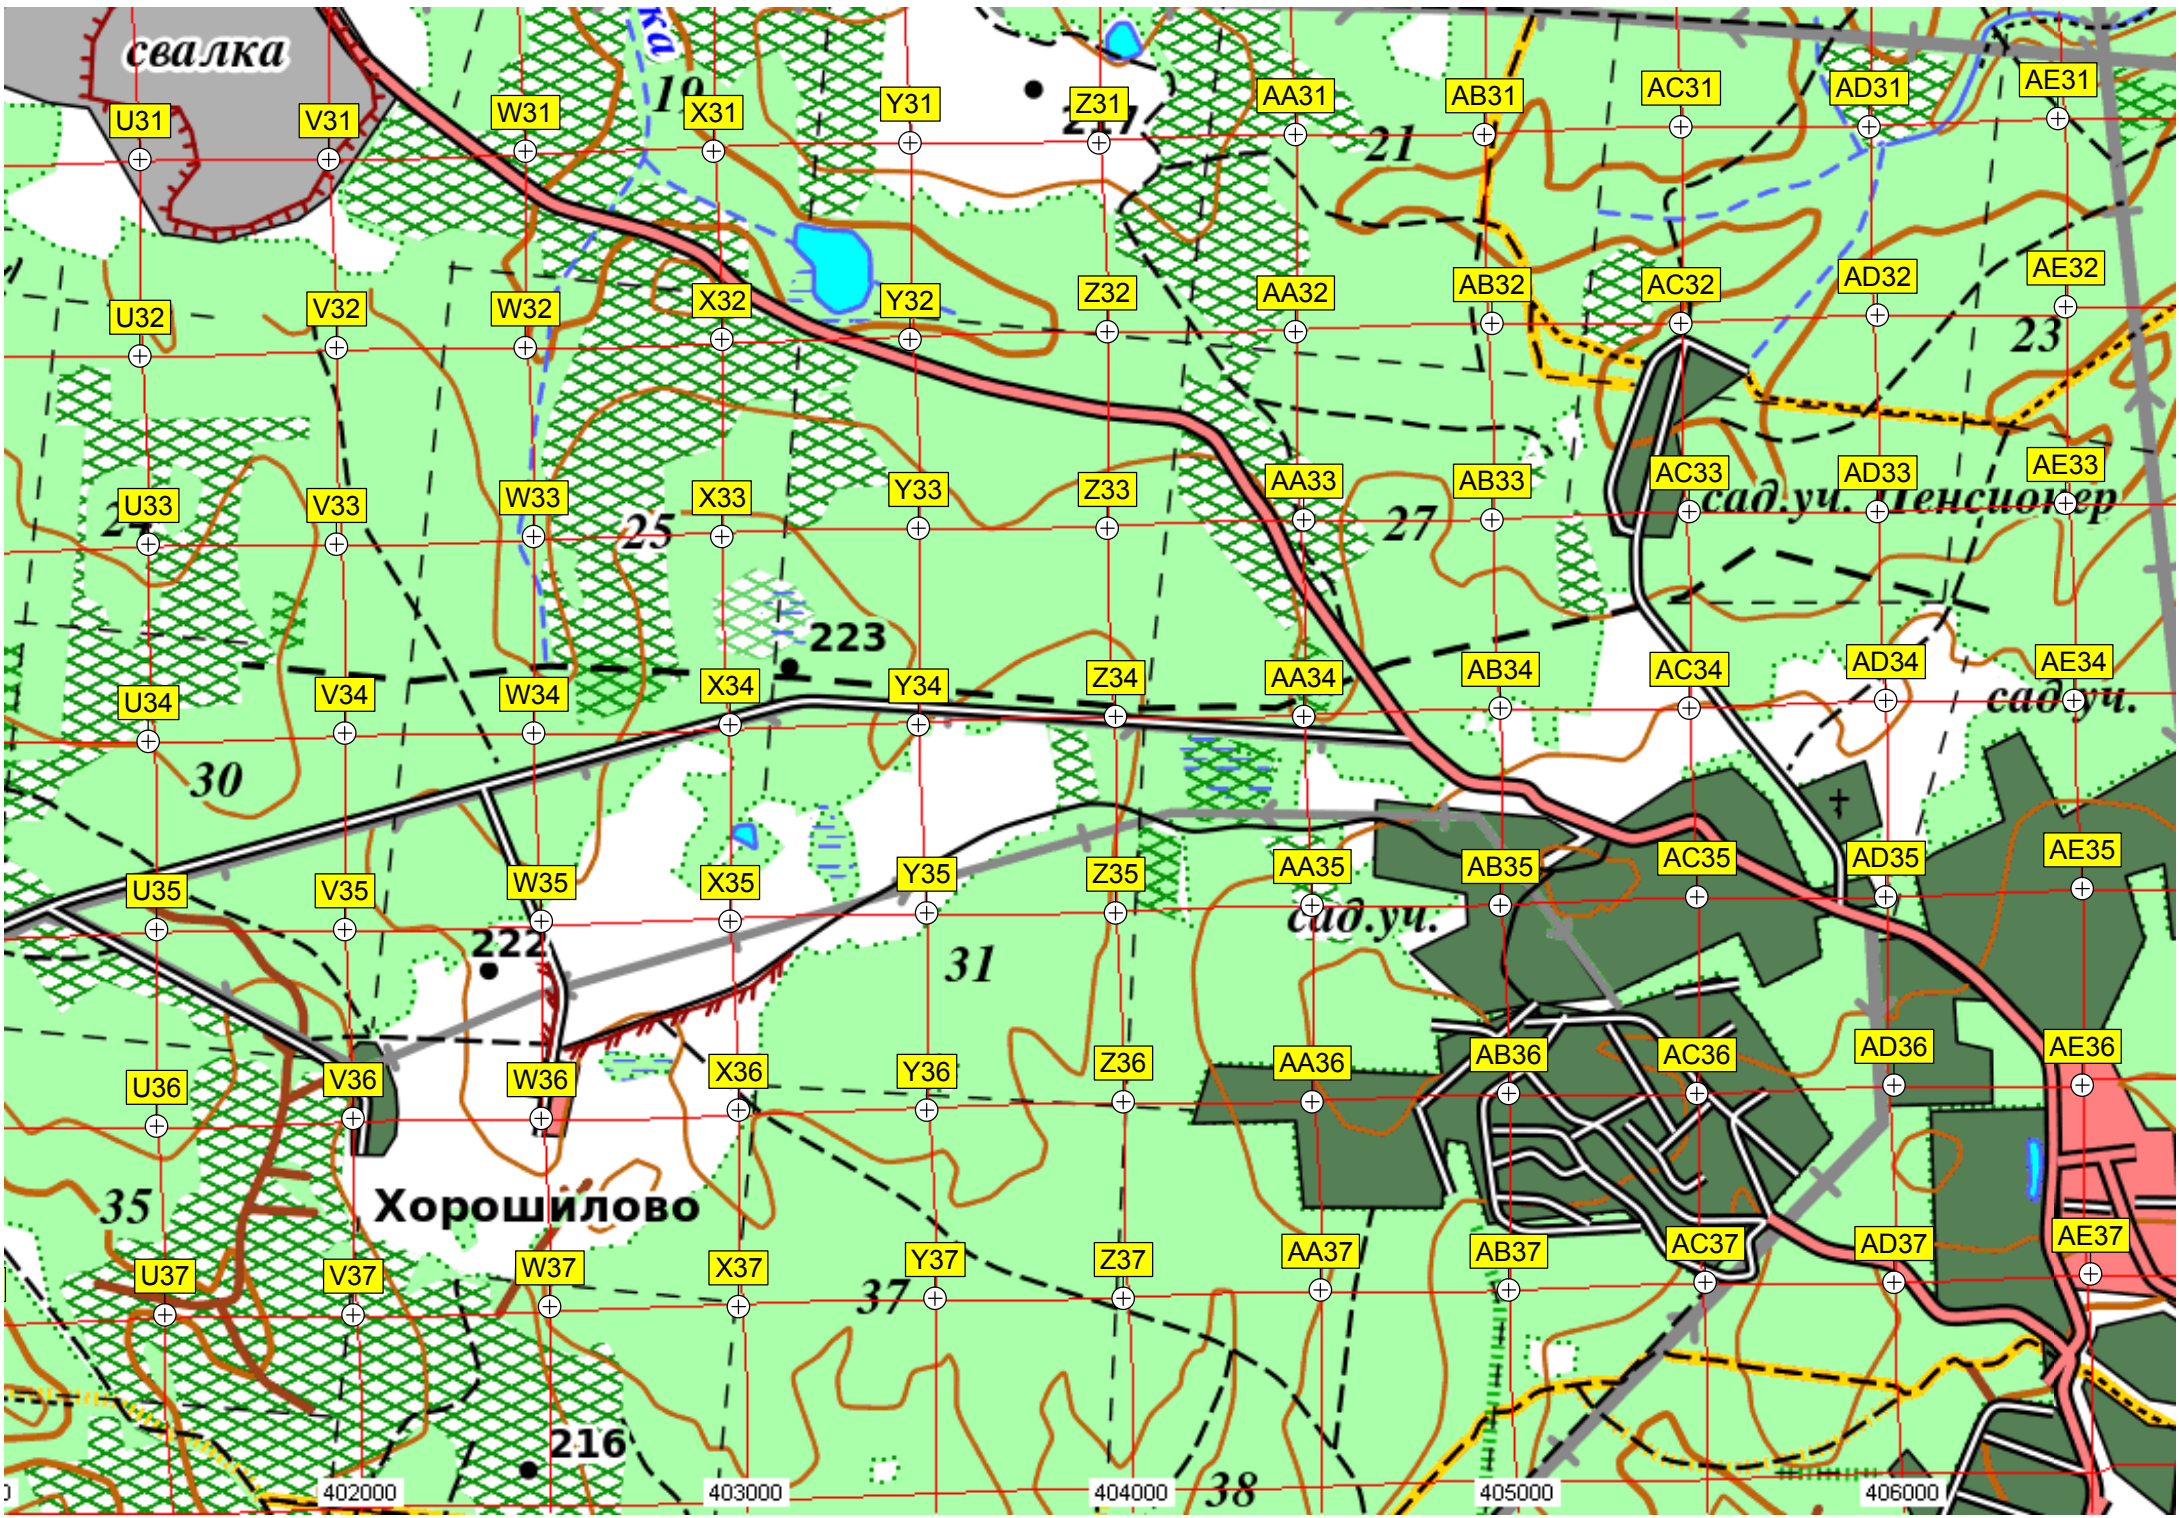 свалка
ка
19
U31 V31 W31 X31 Y31 Z31 AA31 AB31 AC31 AD31 AE31
21
U32 V32 W32 X32 Y32 Z32 AA32 AB32 AC32 AD32 AE32
23
U33 V33 W33 X33 Y33 Z33 AA33 AB33 AC33 AD33 AE33
25
27
сад.уч. Пенсионер
223
U34 V34 W34 X34 Y34 Z34 AA34 AB34 AC34 AD34 AE34
сад.уч.
30
U35 V35 W35 X35 Y35 Z35 AA35 AB35 AC35 AD35 AE35
сад.уч.
222
31
U36 V36 W36 X36 Y36 Z36 AA36 AB36 AC36 AD36 AE36
35
Хорошилово
U37 V37 W37 X37 Y37 Z37 AA37 AB37 AC37 AD37 AE37
37
216
38
402000 403000 404000 405000 406000